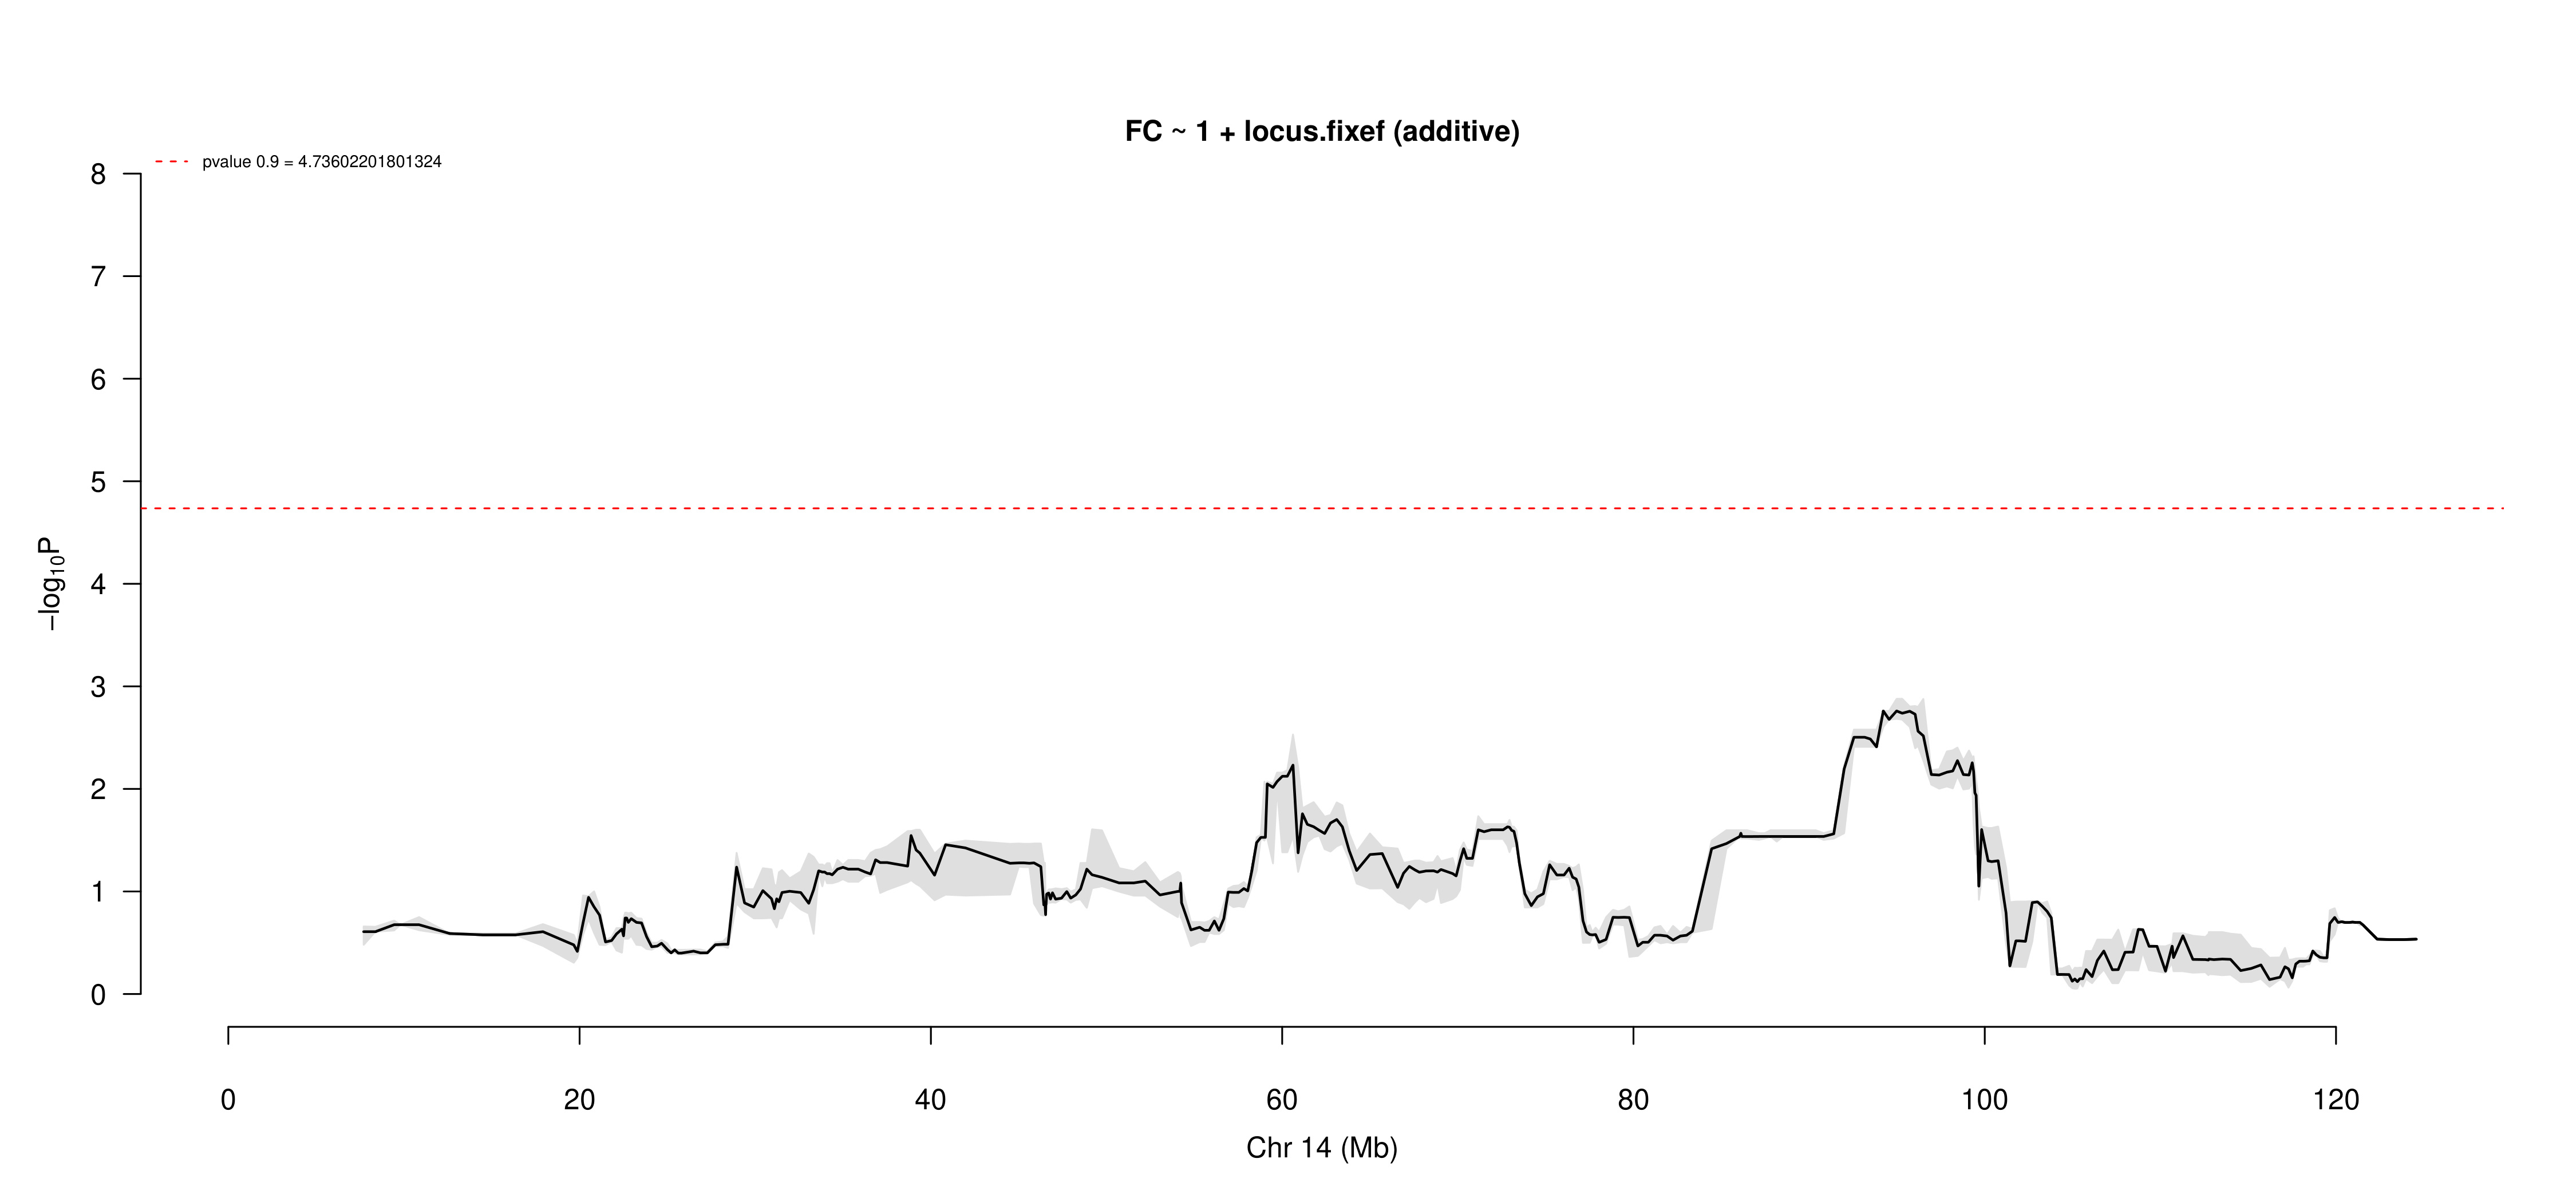 FC ~ 1 + locus.fixef (additive)
pvalue 0.9 = 4.73602201801324
8
7
6
5
4
3
2
1
0
−log10P
0 20 40 60 80 100 120
Chr 14 (Mb)